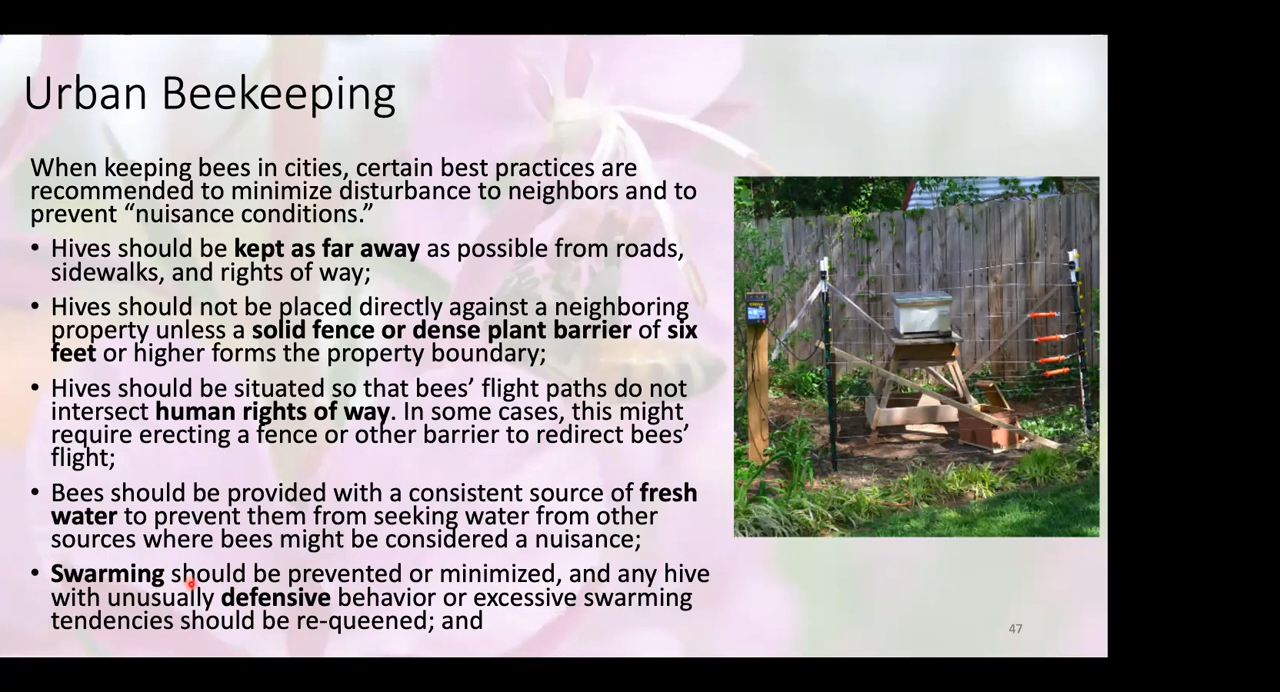 Urban Beekeeping
When keeping bees in cities, certain best practices are
recommended to minimize disturbance to neighbors and to
prevent “nuisance conditions.”
• Hives should be kept as far away as possible from roads,
sidewalks, and rights of way;
• Hives should not be placed directly against a neighboring
property unless a solid fence or dense plant barrier of six
feet or higher forms the property boundary;
• Hives should be situated so that bees’ flight paths do not
intersect human rights of way. In some cases, this might
require erecting a fence or other barrier to redirect bees’
flight;
• Bees should be provided with a consistent source of fresh
water to prevent them from seeking water from other
sources where bees might be considered a nuisance;
• Swarming should be prevented or minimized, and any hive
with unusually defensive behavior or excessive swarming
tendencies should be re-queened; and
47